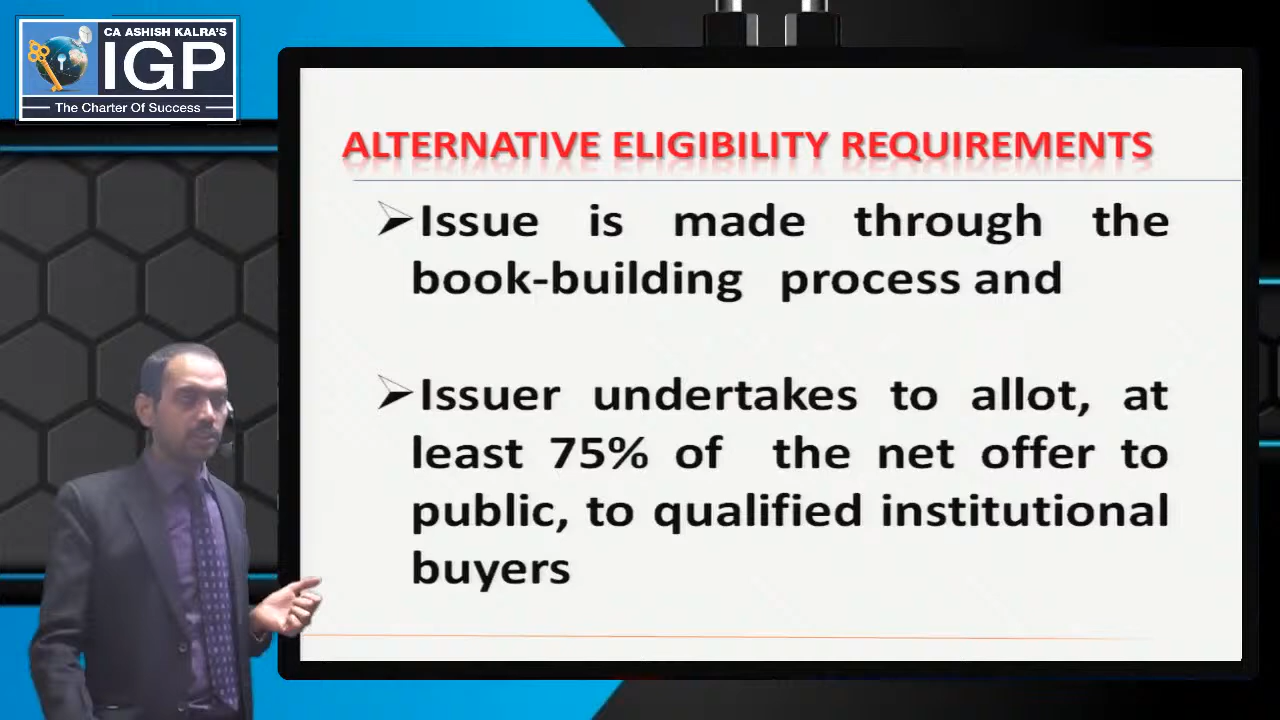 CA ASHISH KALRA'S
IGP
The Charter Of Success
ALTERNATIVE ELIGIBILITY REQUIREMENTS
Issue is made through the
book-building process and
Issuer undertakes to allot, at
least 75% of the net offer to
public, to qualified institutional
buyers